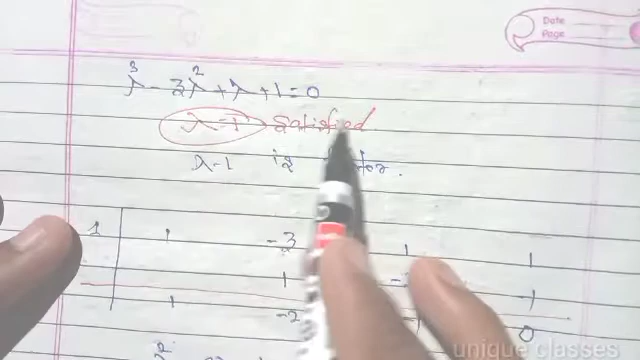 Date
Page
λ³ - 3λ² + λ + 1 = 0
λ=1 satisfied
λ-1 is
1 1 -3 1 1
1 -1
1 -2 0
unique classes